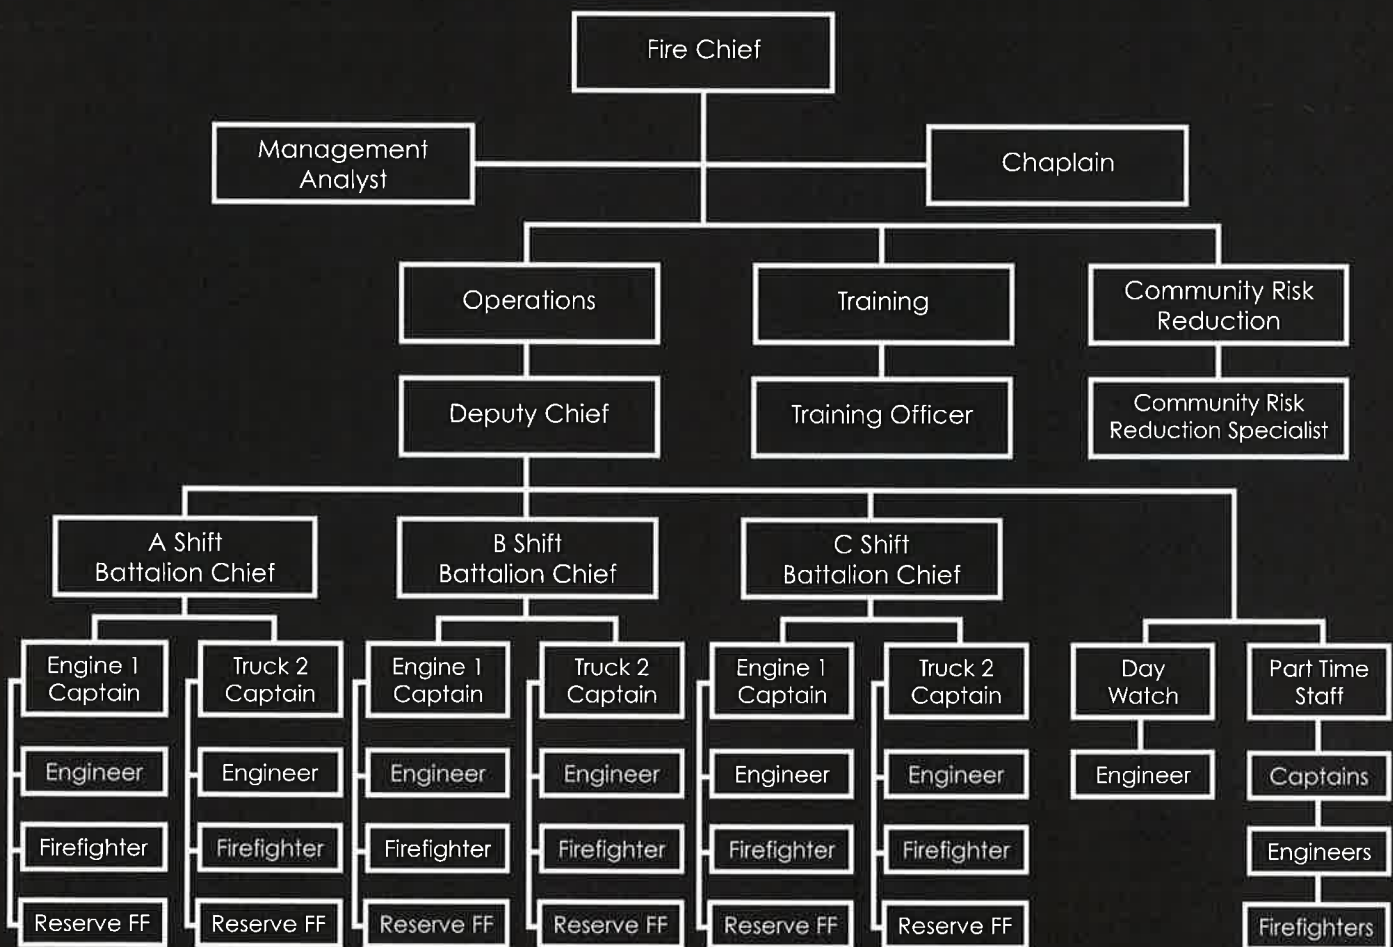 Fire Chief
Management
Analyst
Chaplain
Operations
Training
Community Risk
Reduction
Deputy Chief
Training Officer
Community Risk
Reduction Specialist
A Shift
Battalion Chief
B Shift
Battalion Chief
C Shift
Battalion Chief
Engine 1
Captain
Truck 2
Captain
Engine 1
Captain
Truck 2
Captain
Engine 1
Captain
Truck 2
Captain
Day
Watch
Part Time
Staff
Engineer
Engineer
Engineer
Engineer
Engineer
Engineer
Engineer
Captains
Firefighter
Firefighter
Firefighter
Firefighter
Firefighter
Firefighter
Engineers
Reserve FF
Reserve FF
Reserve FF
Reserve FF
Reserve FF
Reserve FF
Firefighters